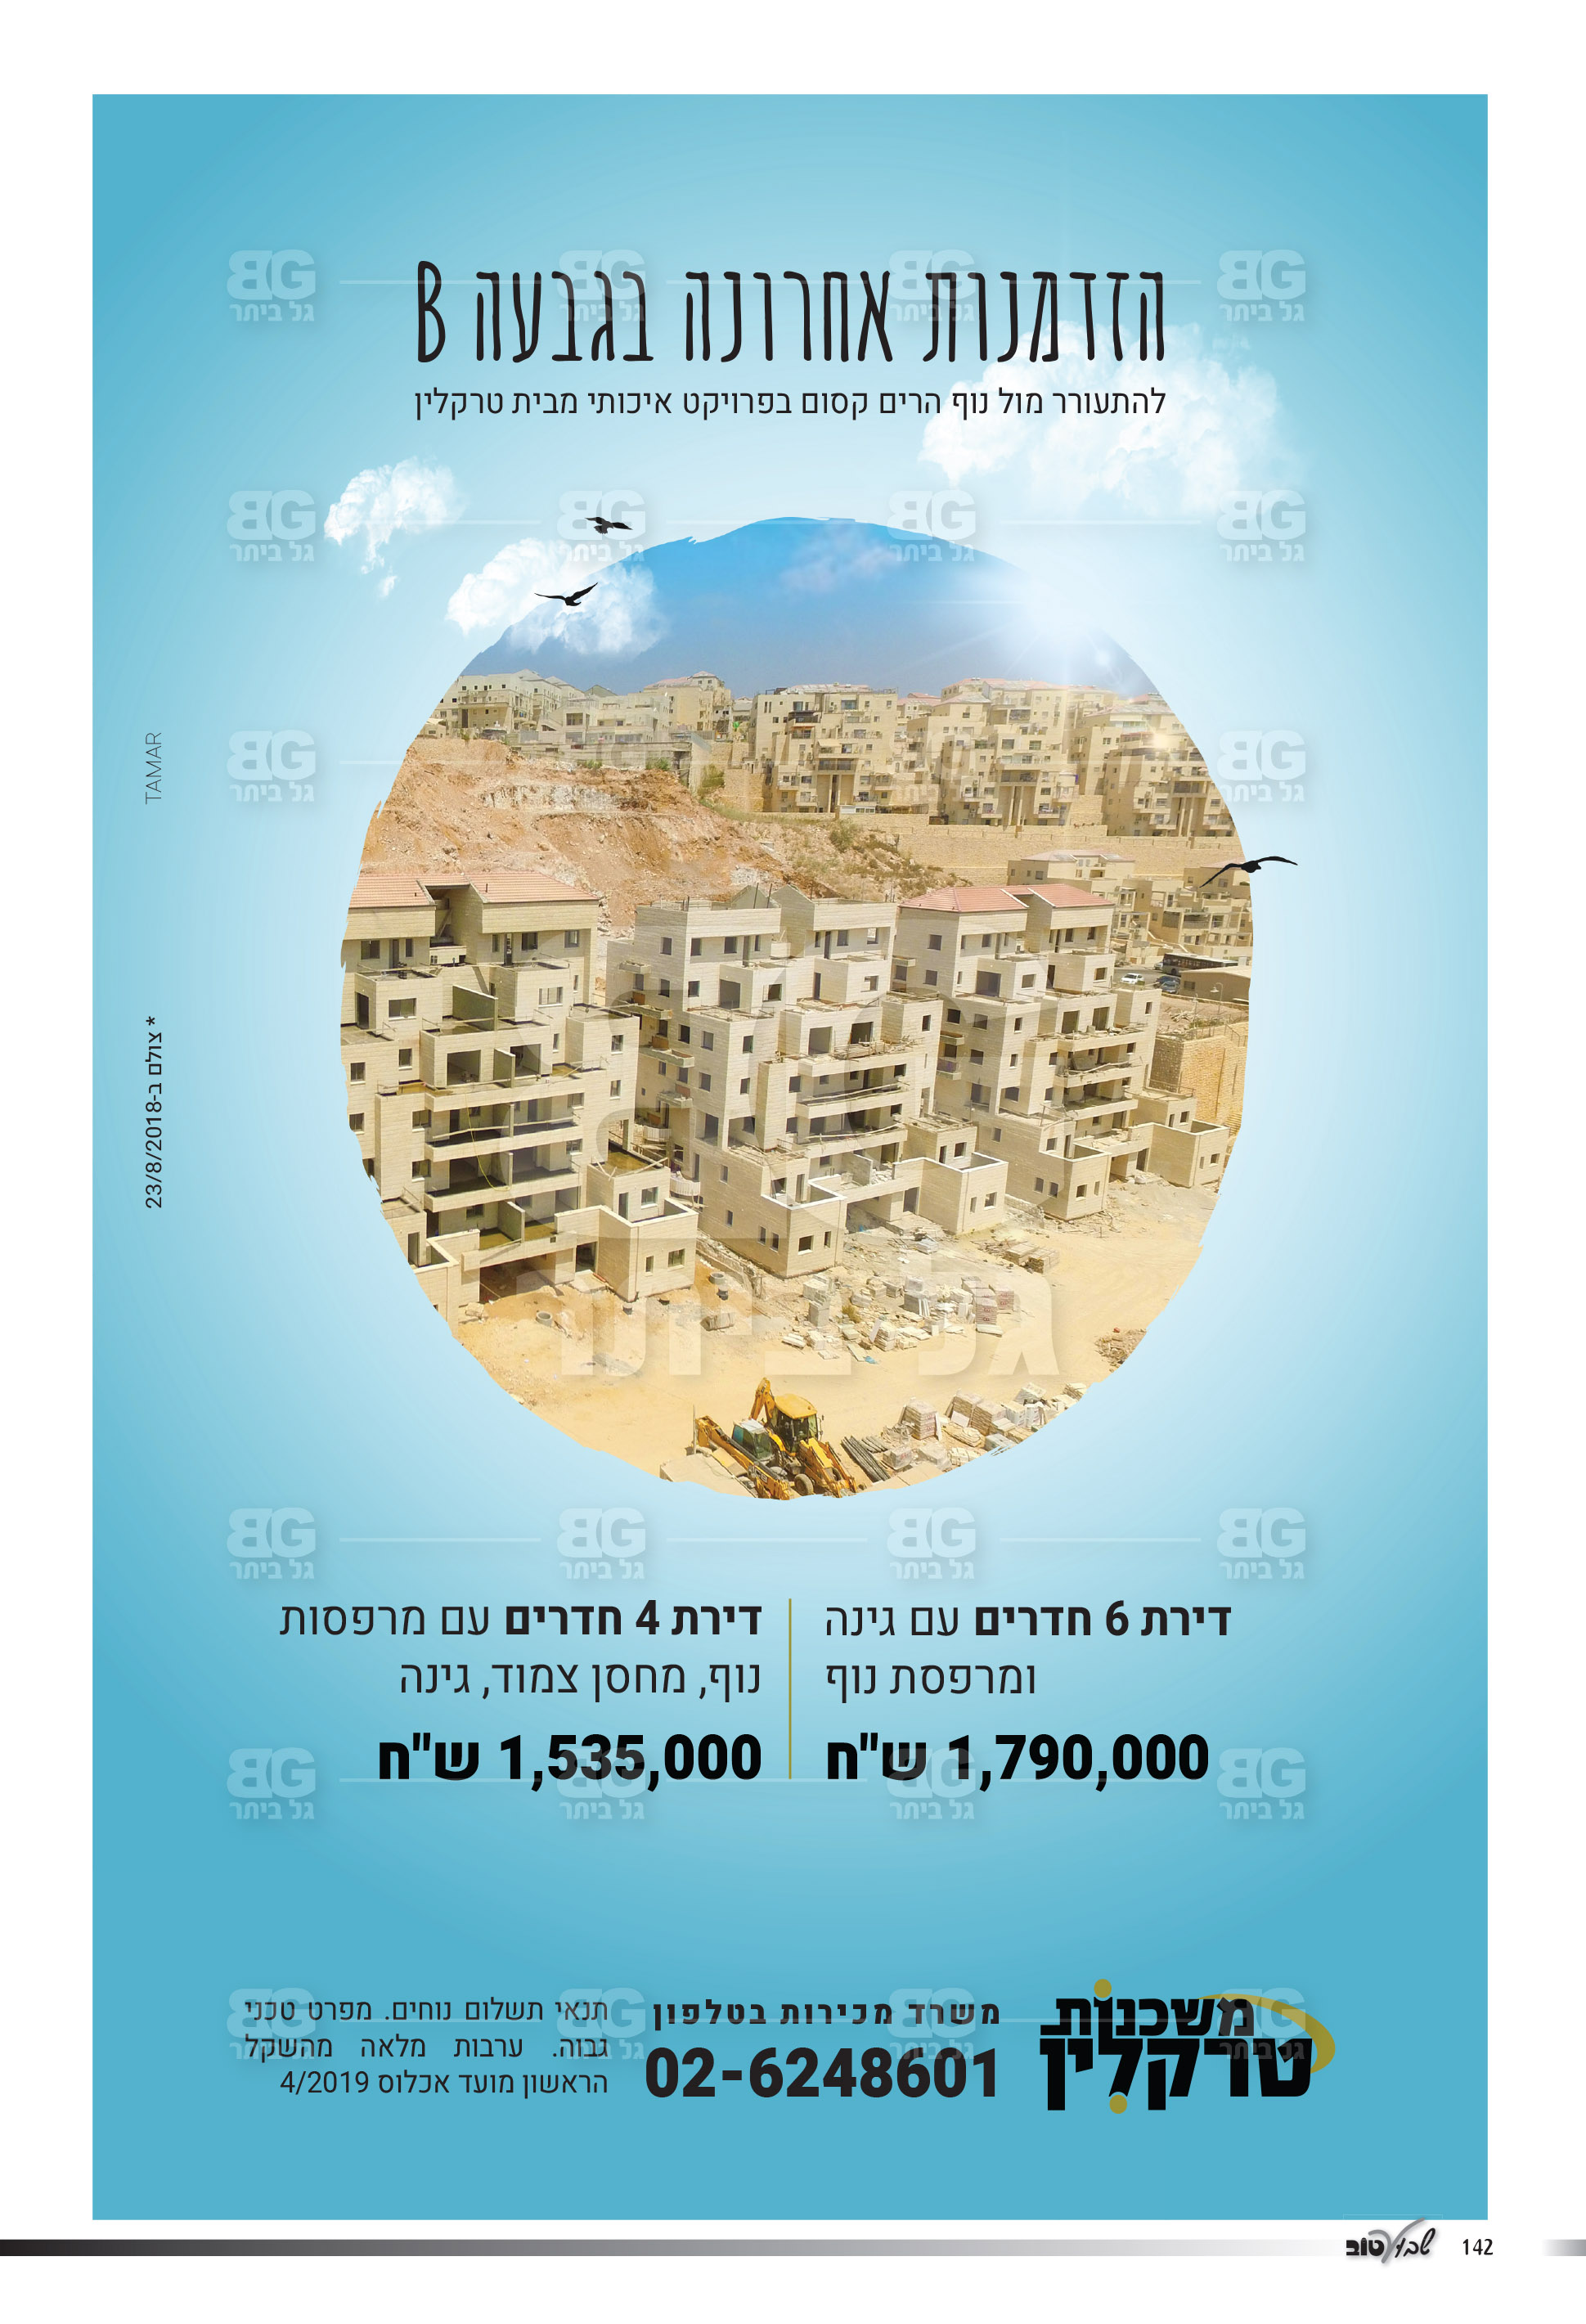 הזדמנות אחרונה בגבעה B
להתעורר מול נוף הרים קסום בפרויקט איכותי מבית טרקלין
TAMAR
* צולם ב-23/8/2018
דירת 6 חדרים עם גינה
ומרפסת נוף
1,790,000 ש"ח
דירת 4 חדרים עם מרפסות
נוף, מחסן צמוד, גינה
1,535,000 ש"ח
משכנות
טרקלין
משרד מכירות בטלפון
02-6248601
תנאי תשלום נוחים. מפרט טכני
גבוה. ערבות מלאה מהשקל
הראשון מועד אכלוס 4/2019
BG
גל ביתר
שבוע טוב
142